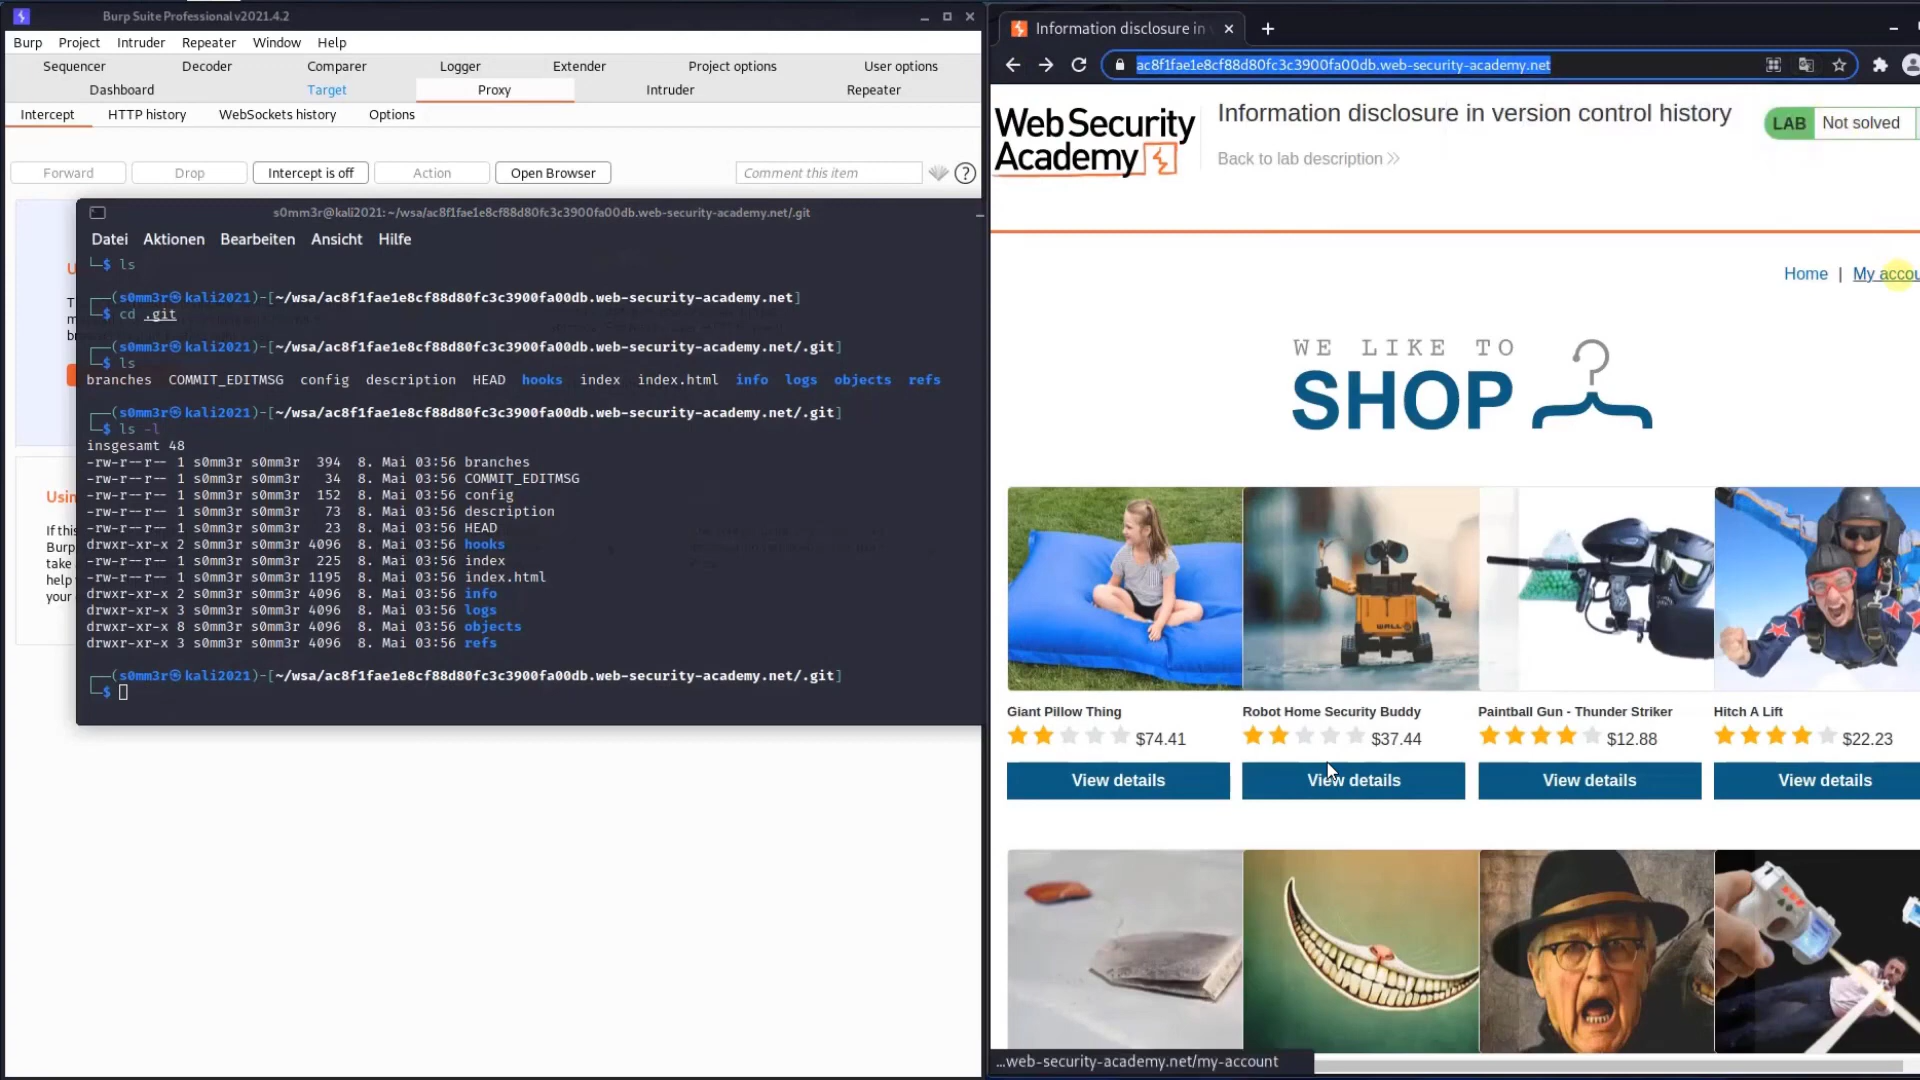 Burp Suite Professional v2021.4.2
Burp Project Intruder Repeater Window Help
Sequencer Decoder Comparer Logger Extender Project options User options
Dashboard Target Proxy Intruder Repeater
Intercept HTTP history WebSockets history Options
Forward Drop Intercept is off Action Open Browser Comment this item ?
If this
Burp
take
help
your
s0mm3r@kali2021: ~/wsa/ac8f1fae1e8cf88d80fc3c3900fa00db.web-security-academy.net/.git
Datei Aktionen Bearbeiten Ansicht Hilfe
└─$ ls
┌──(s0mm3r㉿kali2021)-[~/wsa/ac8f1fae1e8cf88d80fc3c3900fa00db.web-security-academy.net]
└─$ cd .git
┌──(s0mm3r㉿kali2021)-[~/wsa/ac8f1fae1e8cf88d80fc3c3900fa00db.web-security-academy.net/.git]
└─$ ls
branches COMMIT_EDITMSG config description HEAD hooks index index.html info logs objects refs
┌──(s0mm3r㉿kali2021)-[~/wsa/ac8f1fae1e8cf88d80fc3c3900fa00db.web-security-academy.net/.git]
└─$ ls -l
insgesamt 48
-rw-r--r-- 1 s0mm3r s0mm3r 394 8. Mai 03:56 branches
-rw-r--r-- 1 s0mm3r s0mm3r 34 8. Mai 03:56 COMMIT_EDITMSG
-rw-r--r-- 1 s0mm3r s0mm3r 152 8. Mai 03:56 config
-rw-r--r-- 1 s0mm3r s0mm3r 73 8. Mai 03:56 description
-rw-r--r-- 1 s0mm3r s0mm3r 23 8. Mai 03:56 HEAD
drwxr-xr-x 2 s0mm3r s0mm3r 4096 8. Mai 03:56 hooks
-rw-r--r-- 1 s0mm3r s0mm3r 225 8. Mai 03:56 index
-rw-r--r-- 1 s0mm3r s0mm3r 1195 8. Mai 03:56 index.html
drwxr-xr-x 2 s0mm3r s0mm3r 4096 8. Mai 03:56 info
drwxr-xr-x 3 s0mm3r s0mm3r 4096 8. Mai 03:56 logs
drwxr-xr-x 8 s0mm3r s0mm3r 4096 8. Mai 03:56 objects
drwxr-xr-x 3 s0mm3r s0mm3r 4096 8. Mai 03:56 refs
┌──(s0mm3r㉿kali2021)-[~/wsa/ac8f1fae1e8cf88d80fc3c3900fa00db.web-security-academy.net/.git]
└─$
Information disclosure in
ac8f1fae1e8cf88d80fc3c3900fa00db.web-security-academy.net
Web Security
Academy
Information disclosure in version control history
Back to lab description
LAB Not solved
Home | My accou
WE LIKE TO
SHOP
WALL
Giant Pillow Thing Robot Home Security Buddy Paintball Gun - Thunder Striker Hitch A Lift
$74.41 $37.44 $12.88 $22.23
View details View details View details View details
...web-security-academy.net/my-account